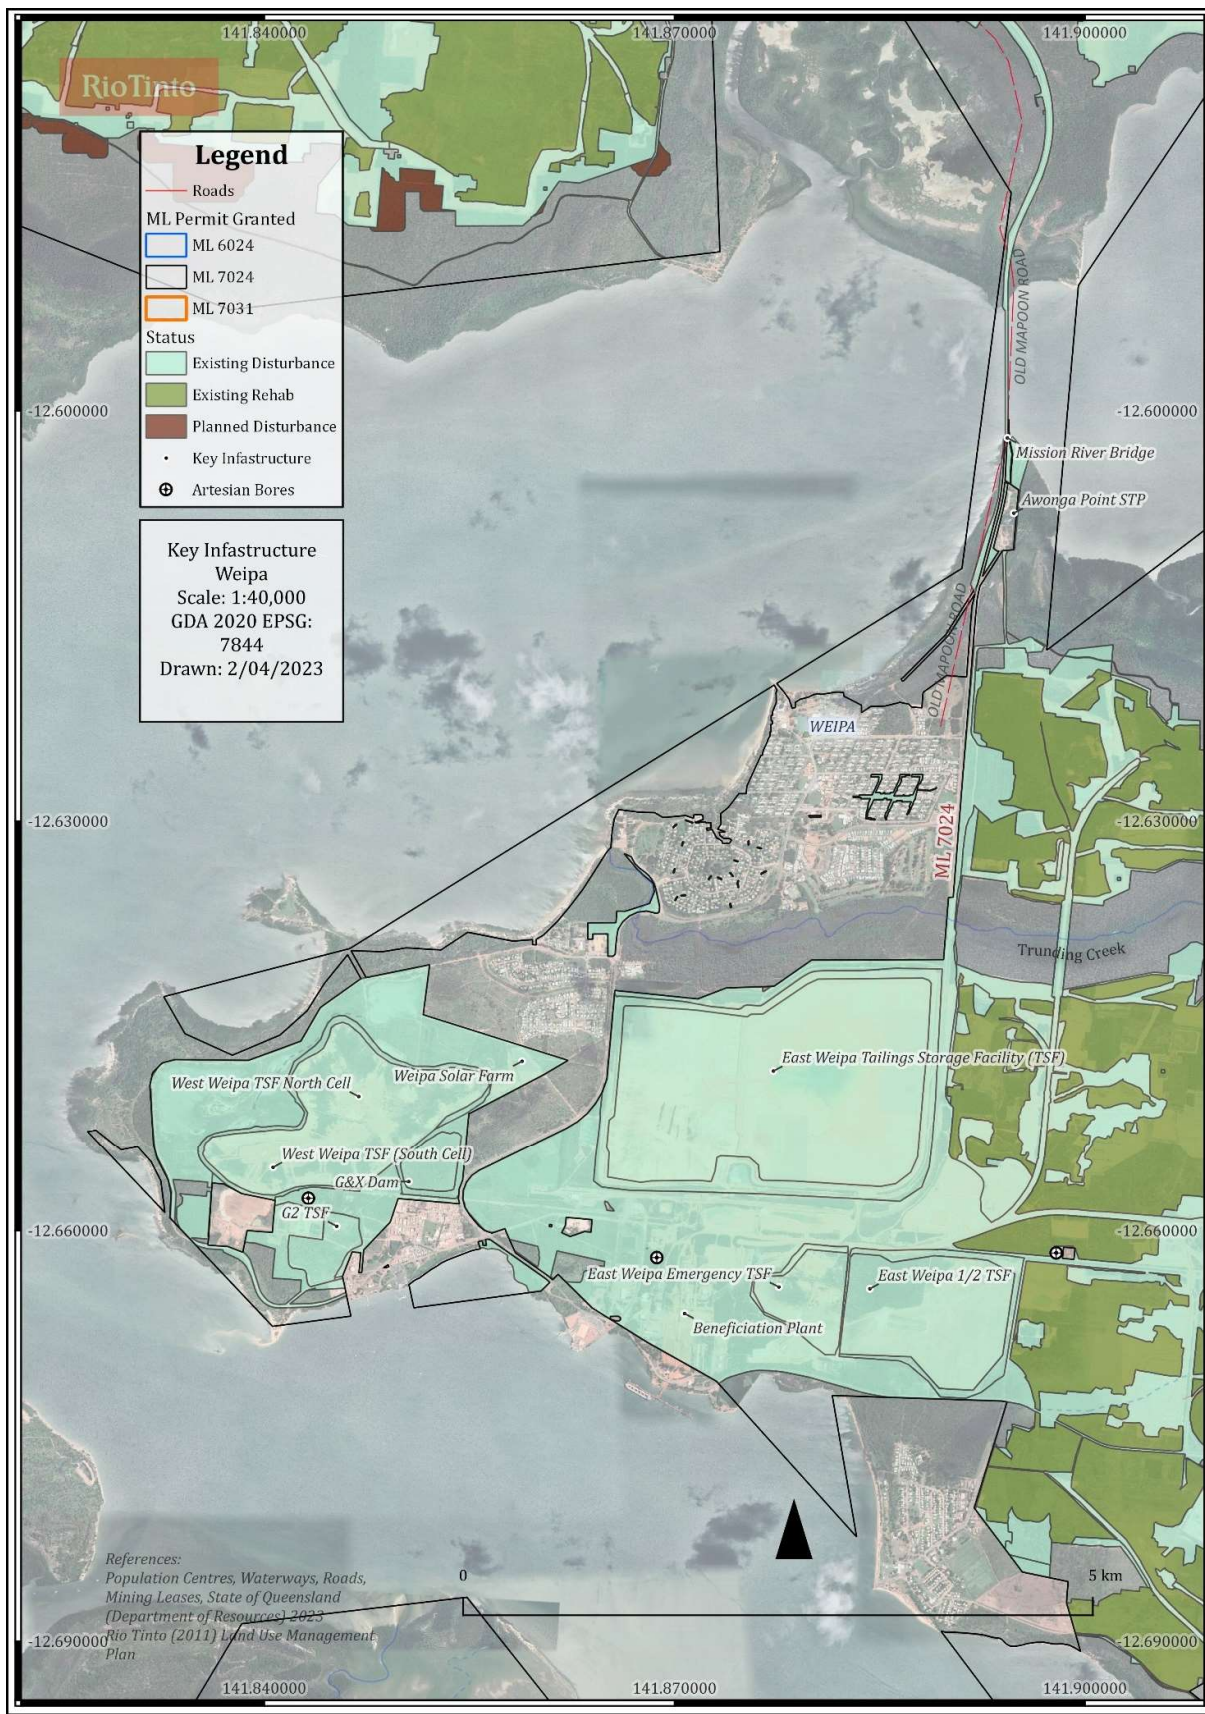 141.840000
141.870000
141.900000
RioTinto
Legend
Roads
ML Permit Granted
ML 6024
ML 7024
ML 7031
Status
Existing Disturbance
Existing Rehab
Planned Disturbance
Key Infastructure
Artesian Bores
Key Infastructure
Weipa
Scale: 1:40,000
GDA 2020 EPSG:
7844
Drawn: 2/04/2023
OLD MAPOON ROAD
-12.600000
-12.600000
Mission River Bridge
Awonga Point STP
OLD MAPOON ROAD
WEIPA
-12.630000
-12.630000
ML 7024
Trunding Creek
East Weipa Tailings Storage Facility (TSF)
Weipa Solar Farm
West Weipa TSF North Cell
West Weipa TSF (South Cell)
G&X Dam
G2 TSF
-12.660000
-12.660000
East Weipa Emergency TSF
East Weipa 1/2 TSF
Beneficiation Plant
References:
Population Centres, Waterways, Roads,
Mining Leases, State of Queensland
(Department of Resources) 2023
Rio Tinto (2011) Land Use Management
Plan
0
5 km
-12.690000
-12.690000
141.840000
141.870000
141.900000